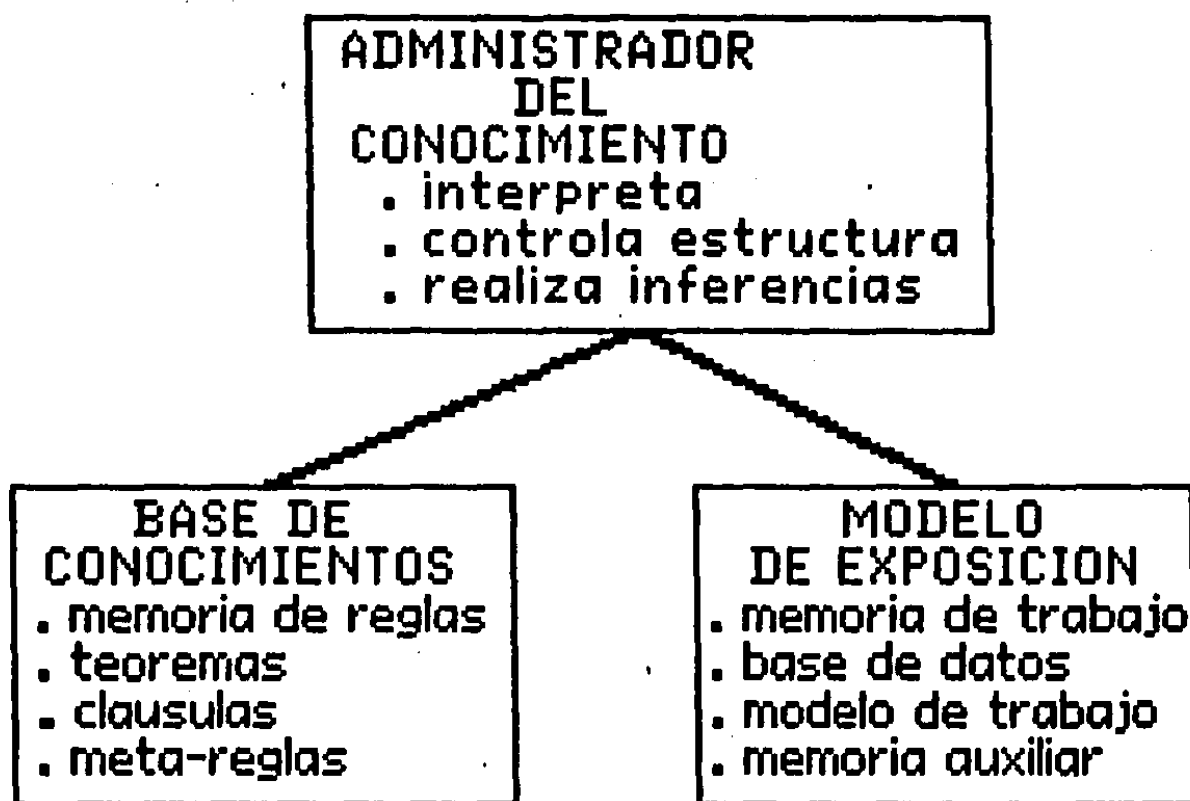 ADMINISTRADOR
DEL
CONOCIMIENTO
. interpreta
. controla estructura
. realiza inferencias
BASE DE
CONOCIMIENTOS
. memoria de reglas
. teoremas
. clausulas
. meta-reglas
MODELO
DE EXPOSICION
. memoria de trabajo
. base de datos
. modelo de trabajo
. memoria auxiliar